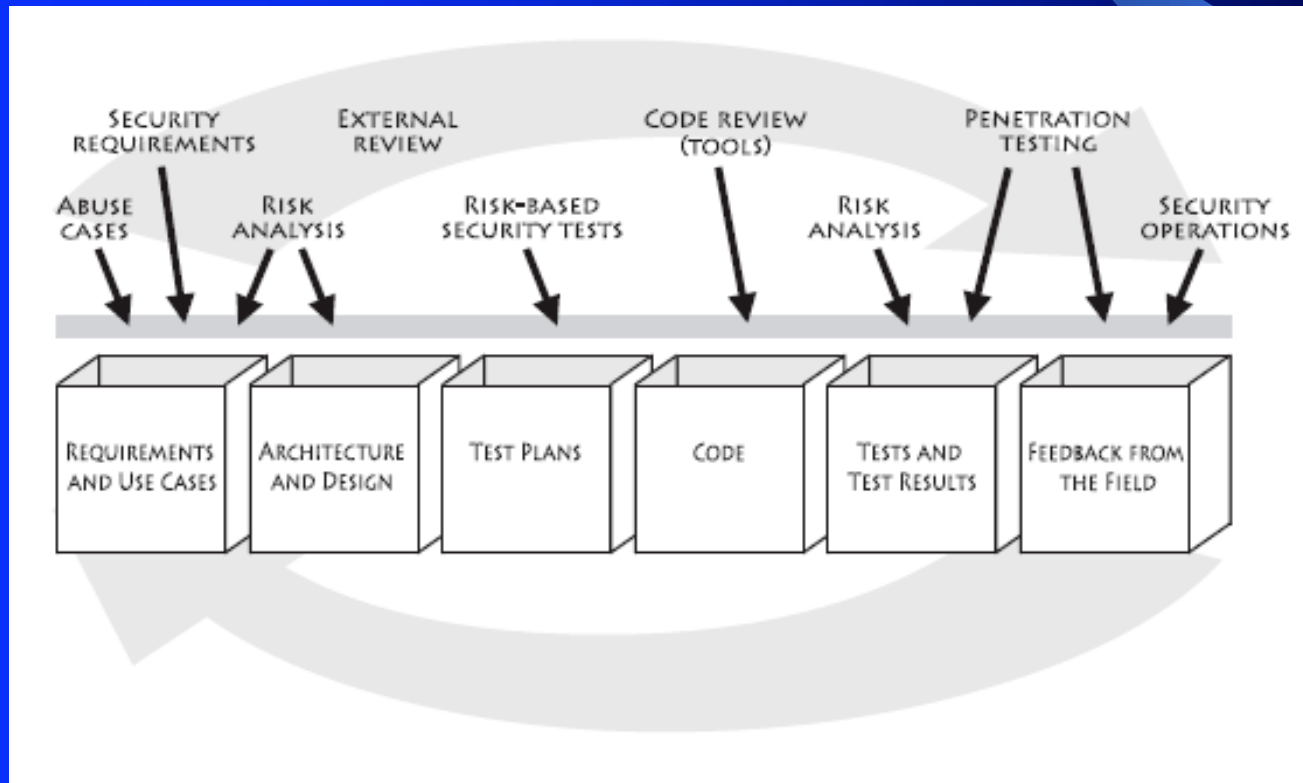 SECURITY
REQUIREMENTS
EXTERNAL
REVIEW
CODE REVIEW
(TOOLS)
PENETRATION
TESTING
ABUSE
CASES
RISK
ANALYSIS
RISK-BASED
SECURITY TESTS
RISK
ANALYSIS
SECURITY
OPERATIONS
REQUIREMENTS
AND USE CASES
ARCHITECTURE
AND DESIGN
TEST PLANS
CODE
TESTS AND
TEST RESULTS
FEEDBACK FROM
THE FIELD